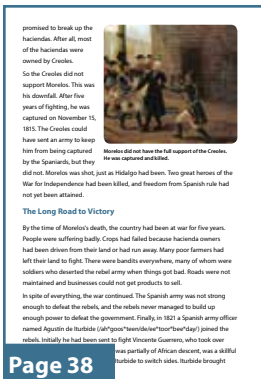 promised to break up the
haciendas. After all, most
of the haciendas were
owned by Creoles.
So the Creoles did not
support Morelos. This was
his downfall. After five
years of fighting, he was
captured on November 15,
1815. The Creoles could
have sent an army to keep
him from being captured
by the Spaniards, but they
Morelos did not have the full support of the Creoles.
He was captured and killed.
did not. Morelos was shot, just as Hidalgo had been. Two great heroes of the
War for Independence had been killed, and freedom from Spanish rule had
not yet been attained.
The Long Road to Victory
By the time of Morelos's death, the country had been at war for five years.
People were suffering badly. Crops had failed because hacienda owners
had been driven from their land or had run away. Many poor farmers had
left their land to fight. There were bandits everywhere, many of whom were
soldiers who deserted the rebel army when things got bad. Roads were not
maintained and businesses could not get products to sell.
In spite of everything, the war continued. The Spanish army was not strong
enough to defeat the rebels, and the rebels never managed to build up
enough power to defeat the government. Finally, in 1821 a Spanish army officer
named Agustín de Iturbide (/ah*goos*teen/de/ee*toor*bee*day/) joined the
rebels. Initially he had been sent to fight Vincente Guerrero, who took over
was partially of African descent, was a skillful
Iturbide to switch sides. Iturbide brought
Page 38